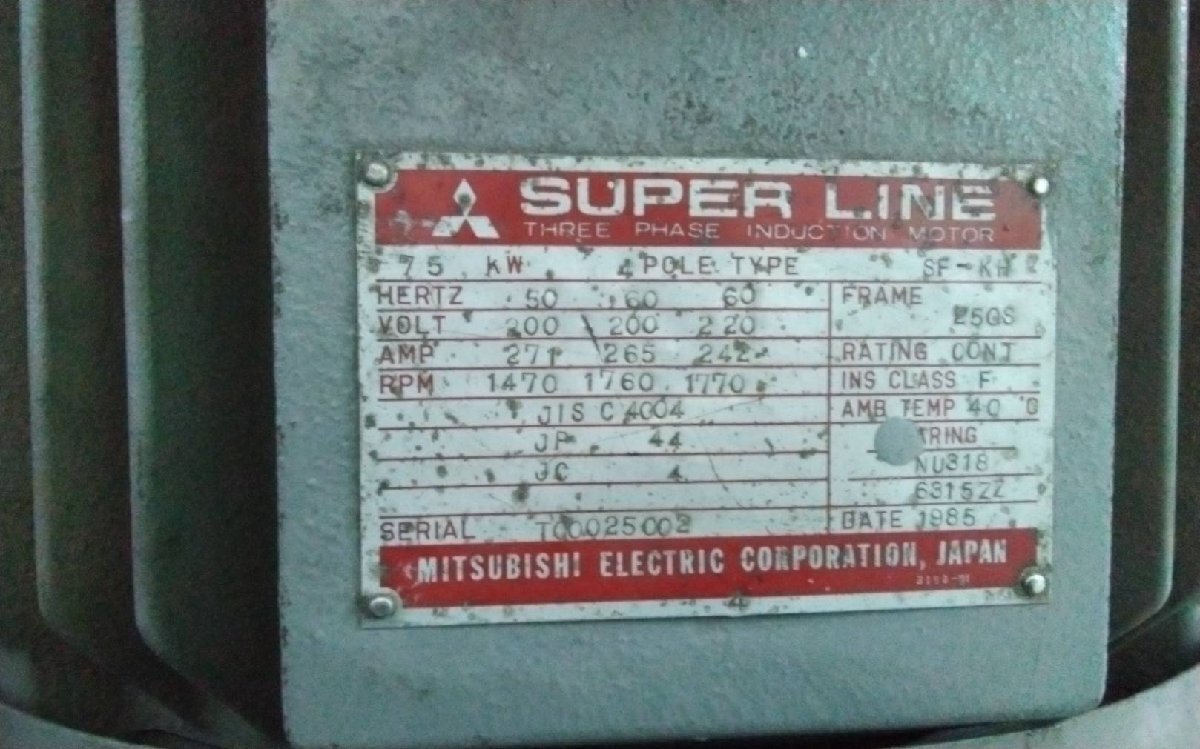 SUPER LINE
THREE PHASE INDUCTION MOTOR
75 KW 4 POLE TYPE SF-KH
HERTZ 50 60 60 FRAME
VOLT 200 200 220
AMP 271 265 242 RATING CONT
RPM 1470 1760 1770 INS CLASS F
JIS C 4004 AMB TEMP 40 °C
JP 44
JC 4 NU318
6315ZZ
SERIAL DATE 1985
MITSUBISHI ELECTRIC CORPORATION, JAPAN